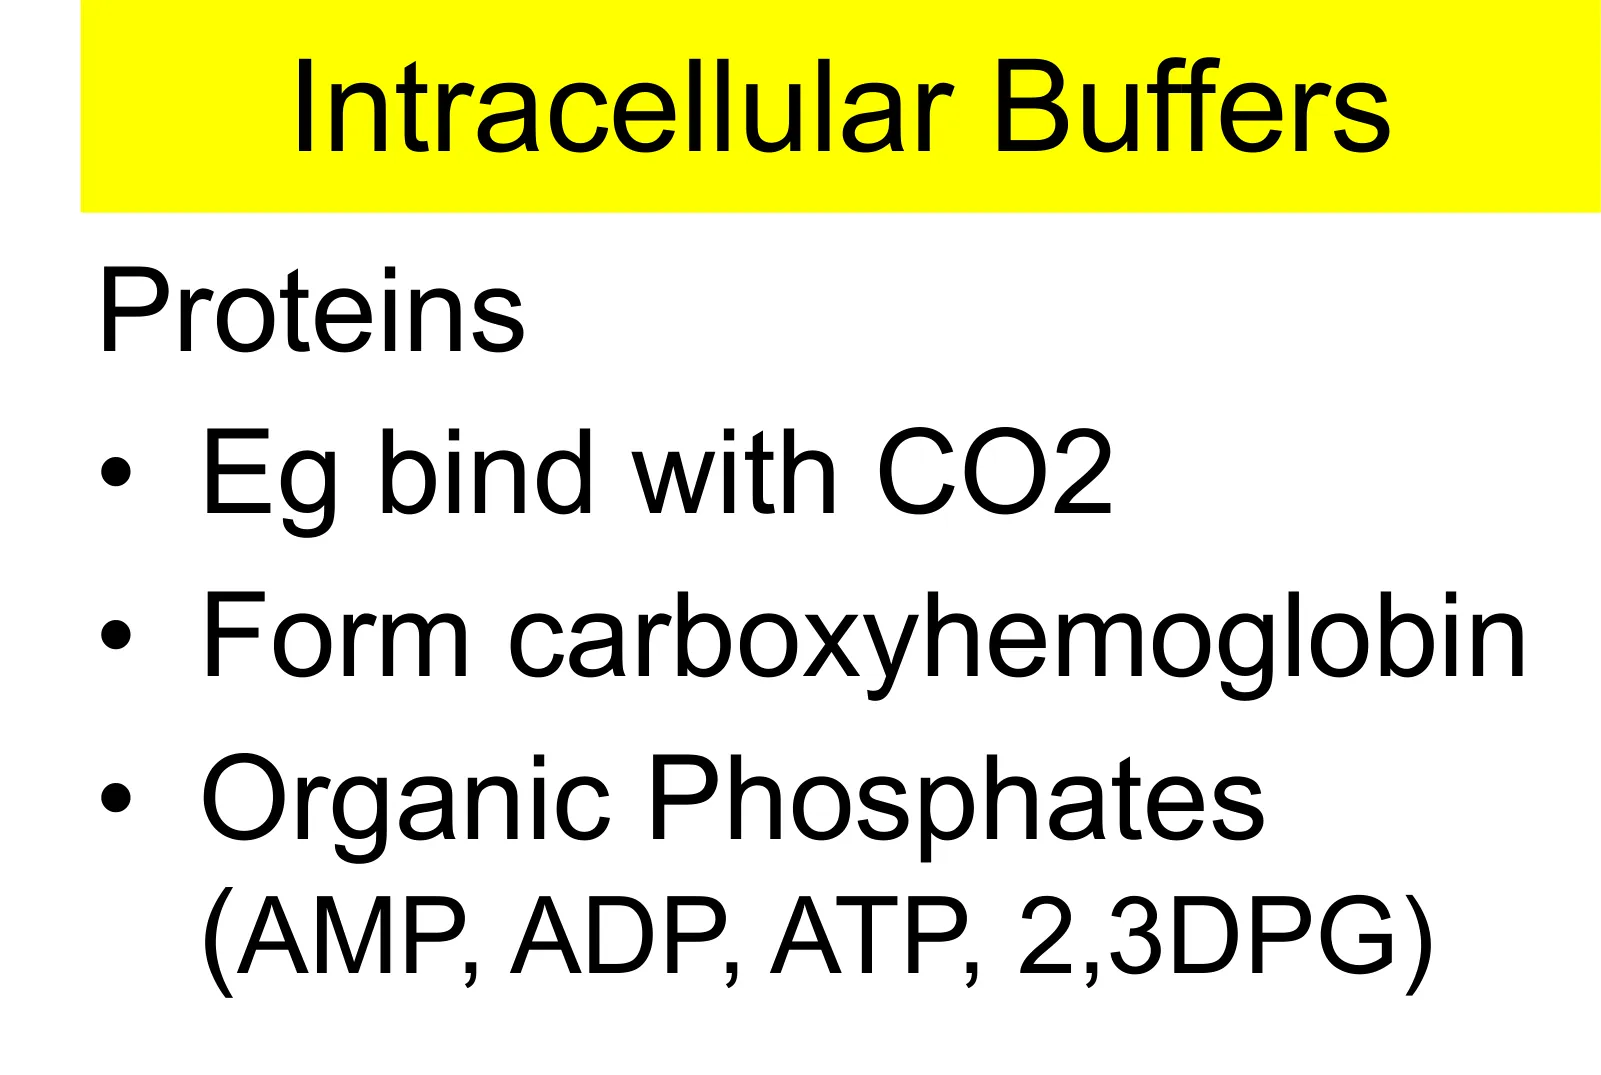 Intracellular Buffers
Proteins
• Eg bind with CO2
• Form carboxyhemoglobin
• Organic Phosphates
(AMP, ADP, ATP, 2,3DPG)